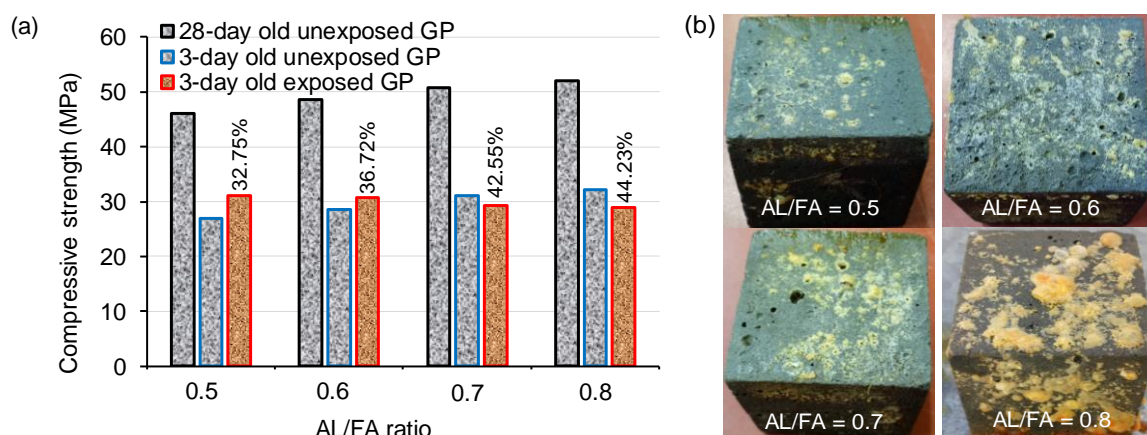 (a)
28-day old unexposed GP
3-day old unexposed GP
3-day old exposed GP
Compressive strength (MPa)
60
50
40
30
20
10
0
32.75%
36.72%
42.55%
44.23%
0.5
0.6
0.7
0.8
AL/FA ratio
(b)
AL/FA = 0.5
AL/FA = 0.6
AL/FA = 0.7
AL/FA = 0.8